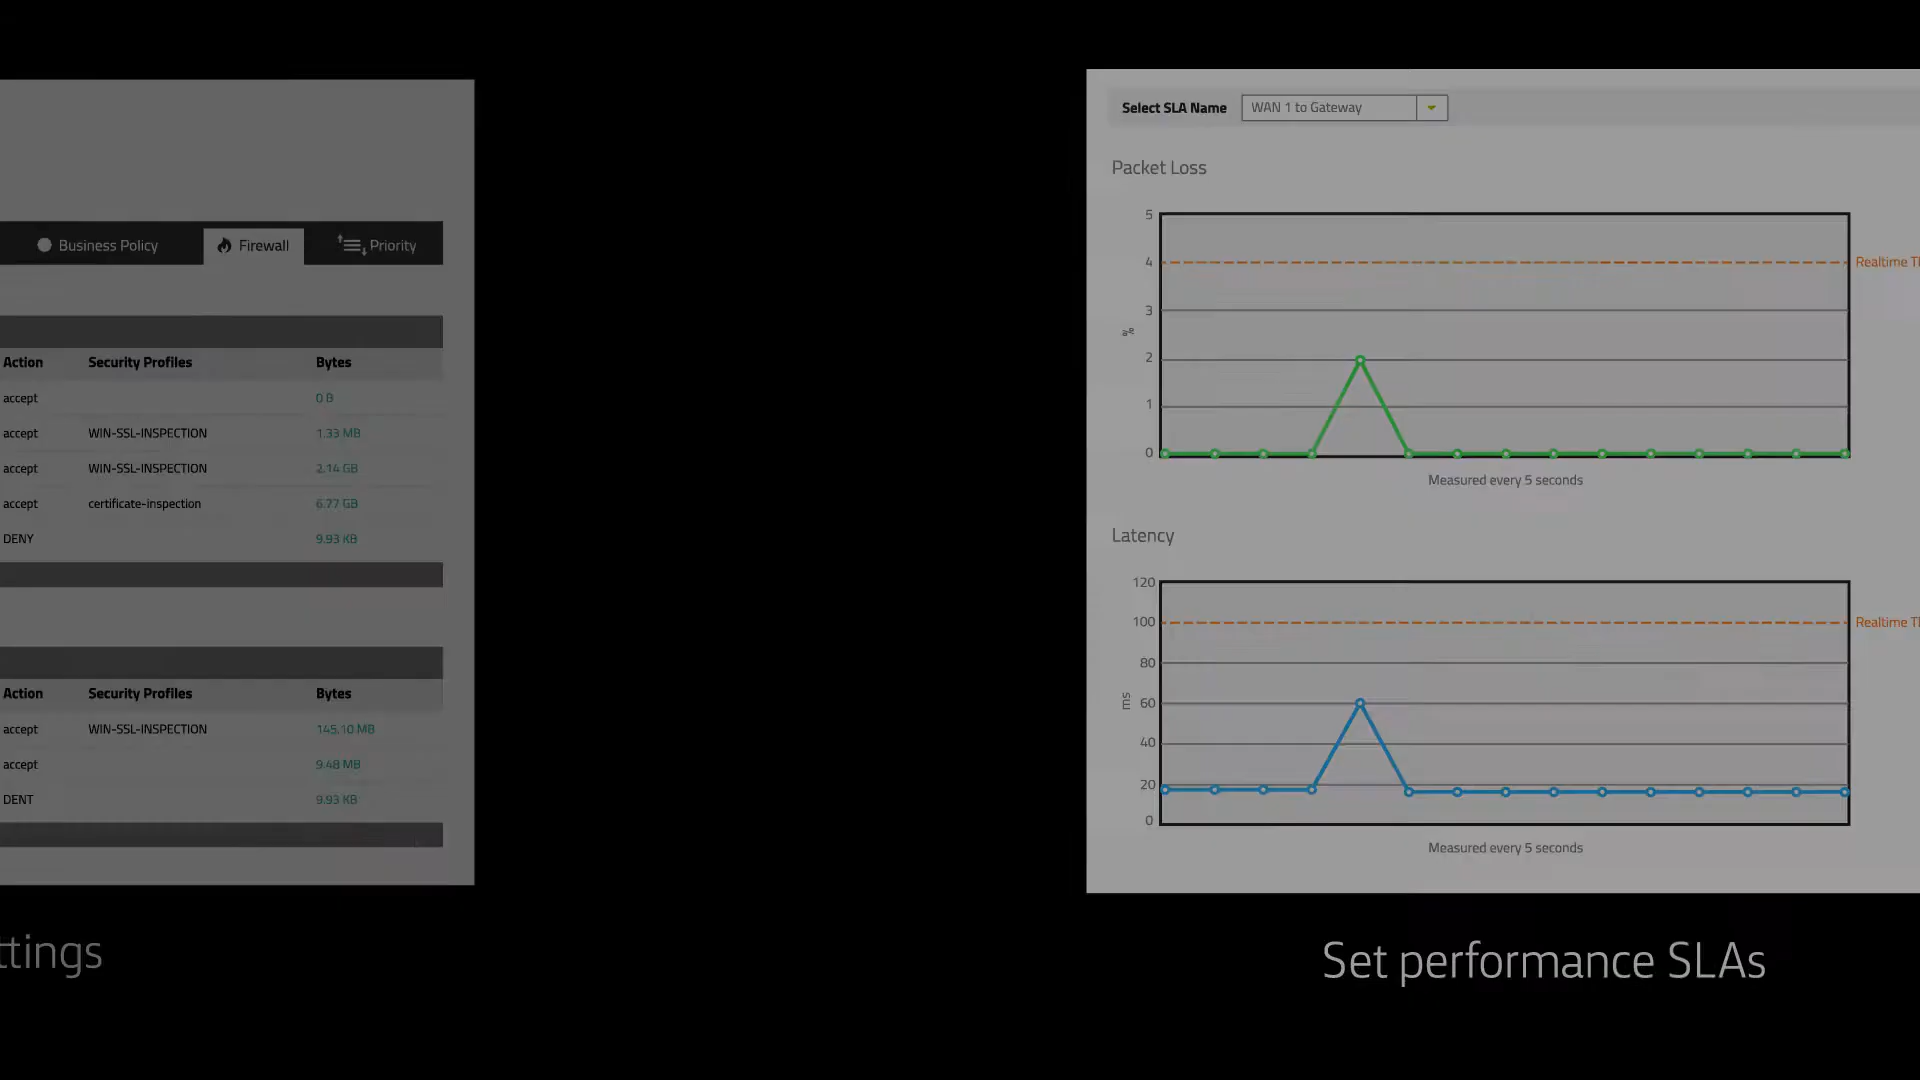 Business Policy
Firewall
Priority
Action Security Profiles Bytes
accept 0 B
accept WIN-SSL-INSPECTION 1.33 MB
accept WIN-SSL-INSPECTION 2.14 GB
accept certificate-inspection 6.77 GB
DENY 9.93 KB
Action Security Profiles Bytes
accept WIN-SSL-INSPECTION 145.10 MB
accept 9.48 MB
DENT 9.93 KB
ttings
Select SLA Name WAN 1 to Gateway
Packet Loss
5
4 Realtime
3
%
2
1
0
Measured every 5 seconds
Latency
120
100 Realtime
80
ms
60
40
20
0
Measured every 5 seconds
Set performance SLAs